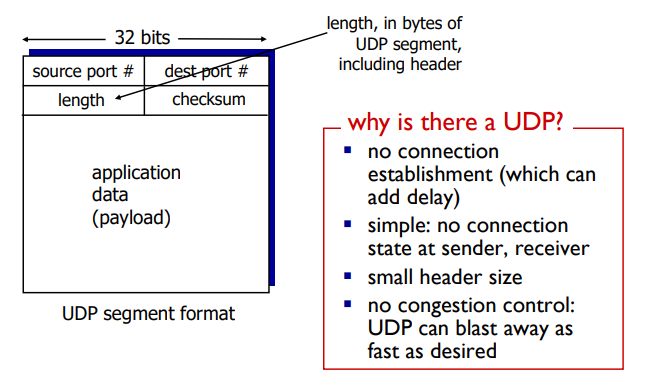 32 bits
length, in bytes of
UDP segment,
including header
source port #
dest port #
length
checksum
application
data
(payload)
UDP segment format
why is there a UDP?
no connection
establishment (which can
add delay)
simple: no connection
state at sender, receiver
small header size
no congestion control:
UDP can blast away as
fast as desired